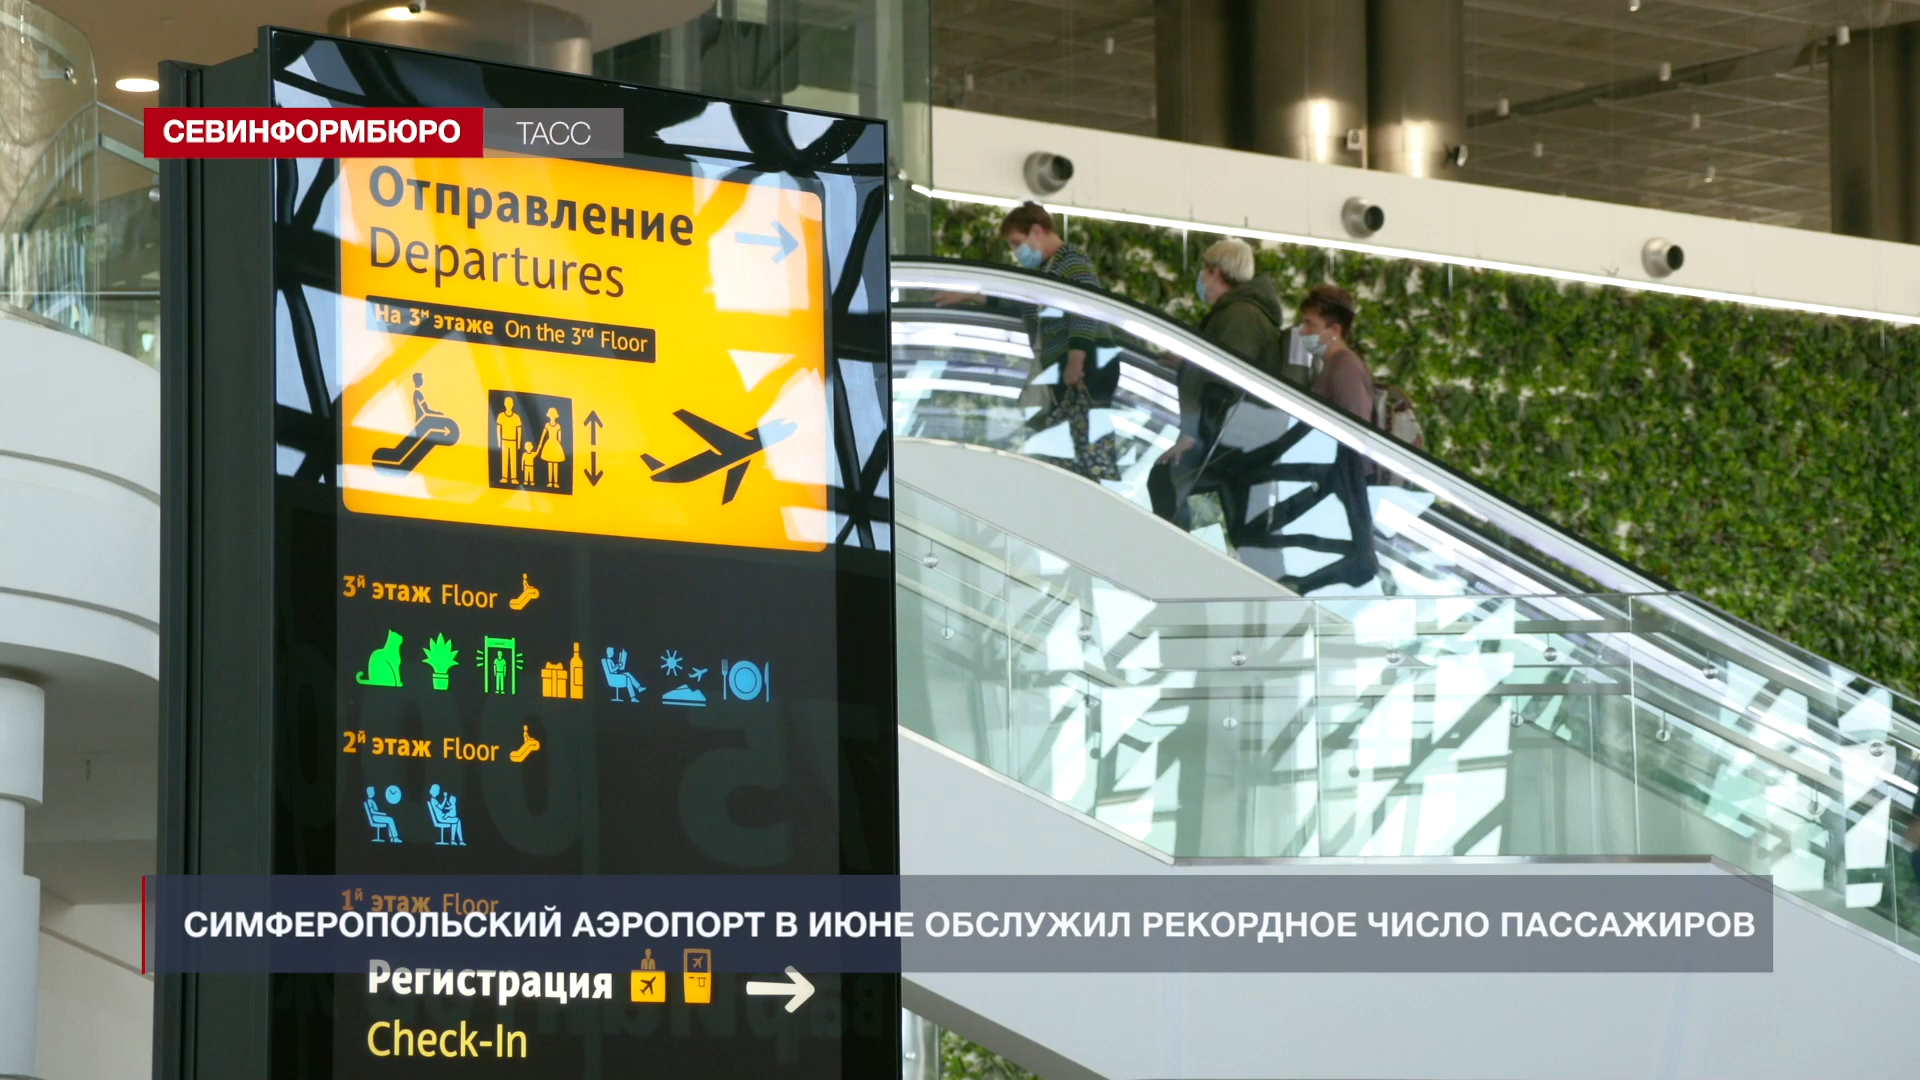 СЕВИНФОРМБЮРО ТАСС
Отправление
Departures
На 3й этаже On the 3rd Floor
3й этаж Floor
2й этаж Floor
1й этаж Floor
СИМФЕРОПОЛЬСКИЙ АЭРОПОРТ В ИЮНЕ ОБСЛУЖИЛ РЕКОРДНОЕ ЧИСЛО ПАССАЖИРОВ
Регистрация
Check-In